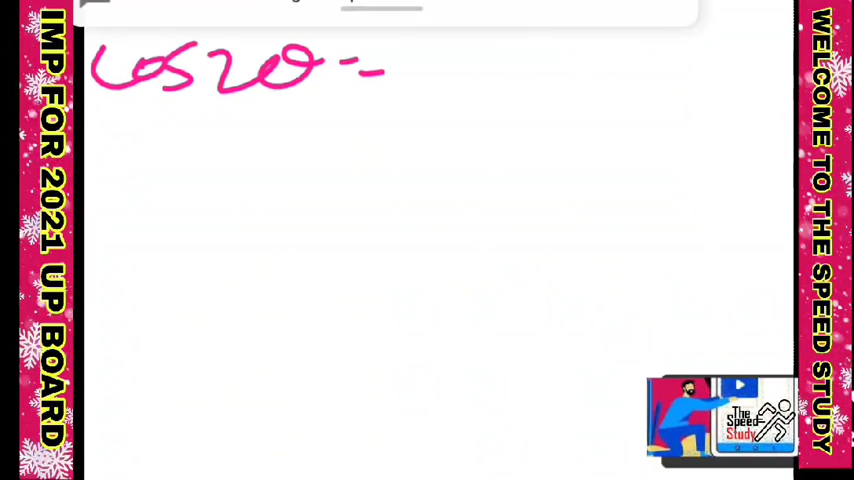 cos2θ =
IMP FOR 2021 UP BOARD
WELCOME TO THE SPEED STUDY
The
Speed
Study